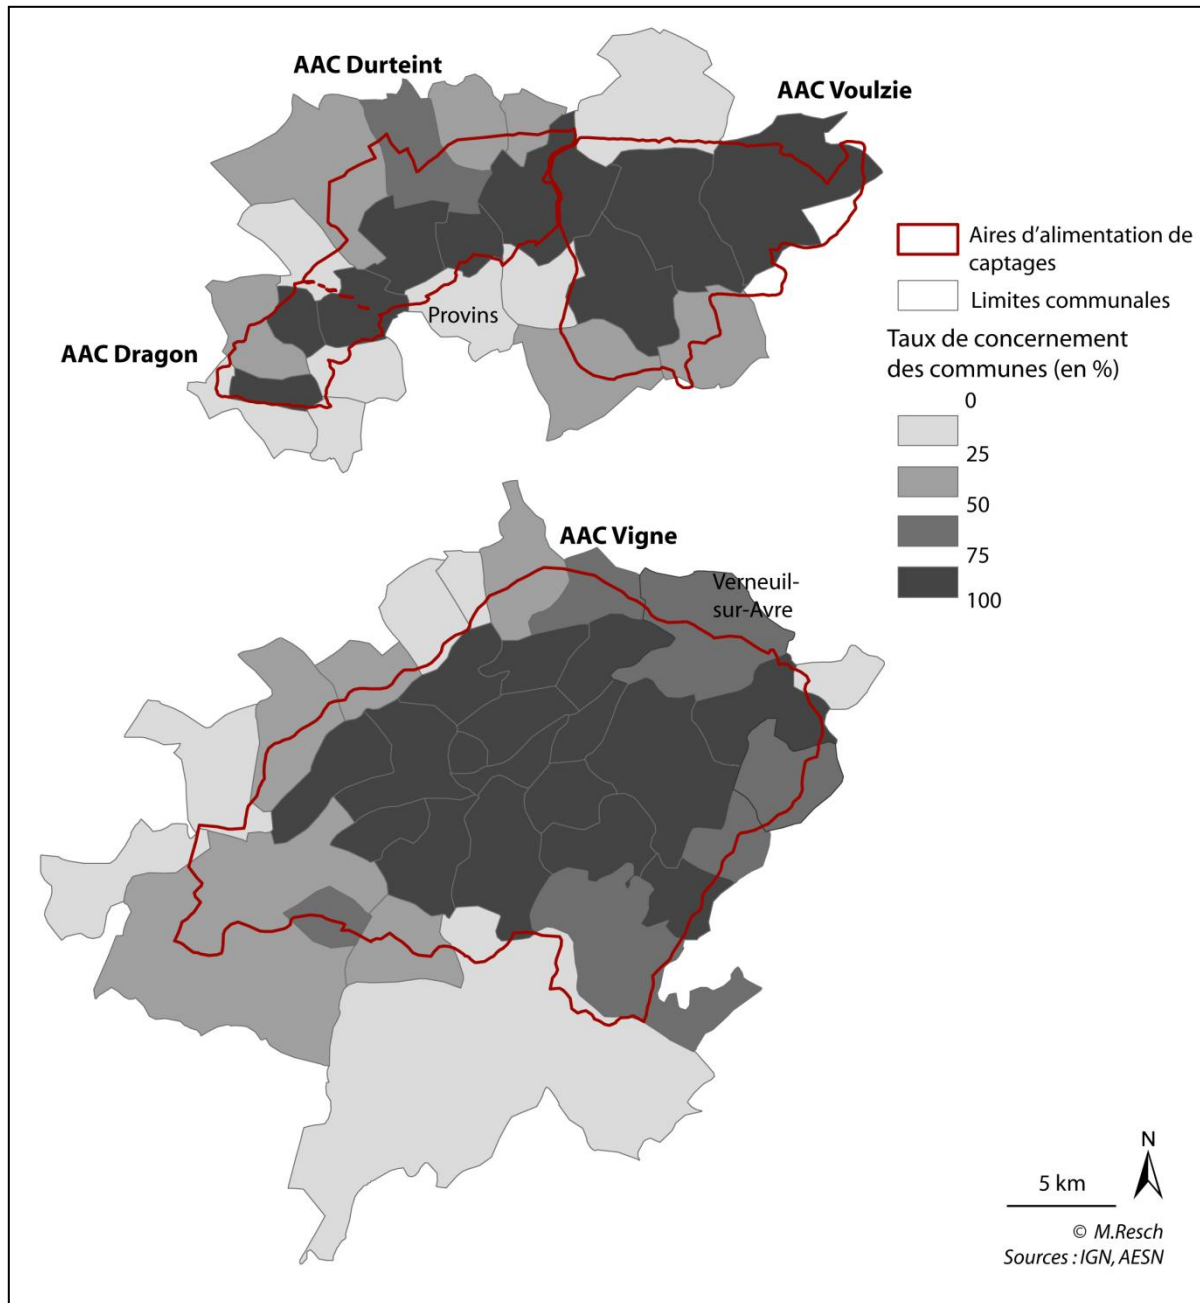 AAC Durteint
AAC Voulzie
Aires d'alimentation de
captages
Limites communales
Provins
AAC Dragon
Taux de concernement
des communes (en %)
0
25
50
75
100
AAC Vigne
Verneuil-
sur-Avre
N
5 km
© M.Resch
Sources : IGN, AESN